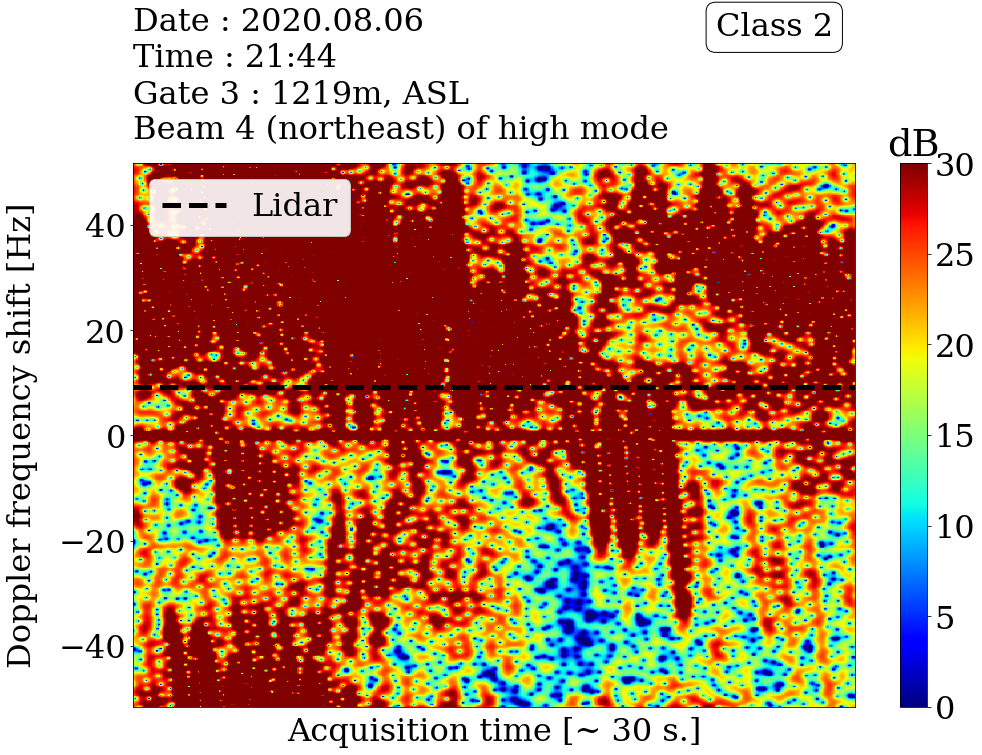 Date : 2020.08.06
Time : 21:44
Gate 3 : 1219m, ASL
Beam 4 (northeast) of high mode
Class 2
dB
Lidar
Doppler frequency shift [Hz]
40
20
0
−20
−40
30
25
20
15
10
5
0
Acquisition time [~ 30 s.]